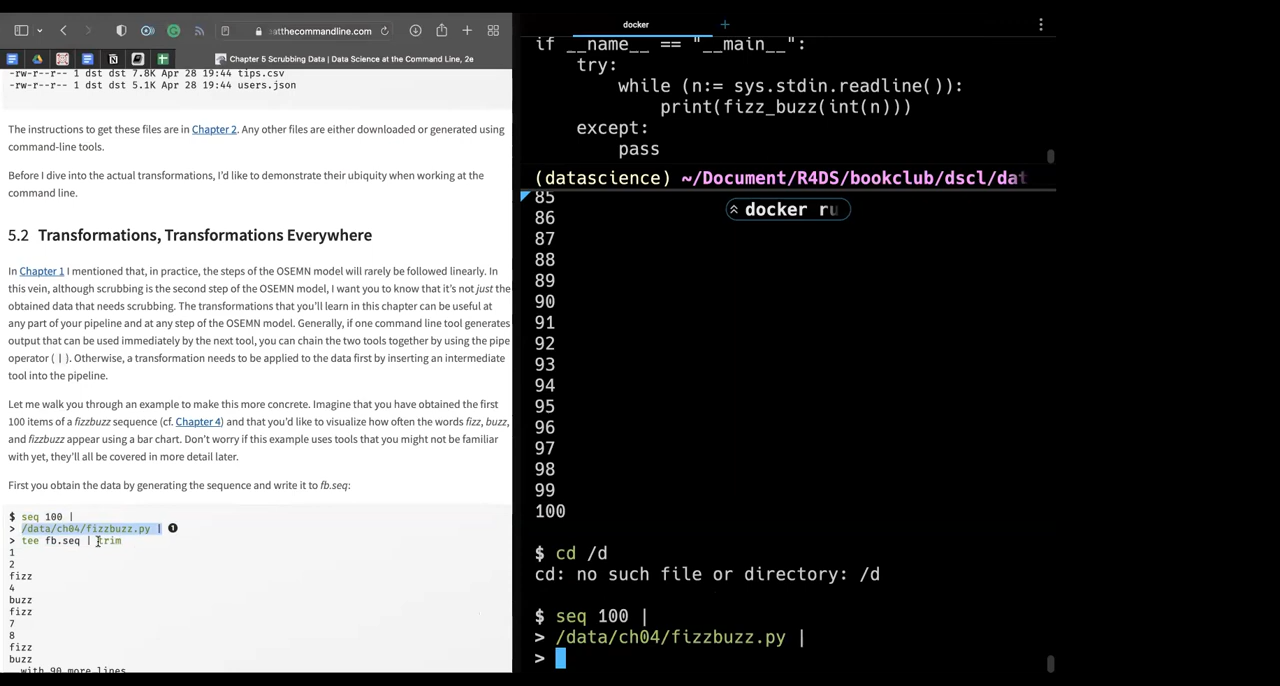 atthecommandline.com
Chapter 5 Scrubbing Data | Data Science at the Command Line, 2e
-rw-r--r-- 1 dst dst 7.8K Apr 28 19:44 tips.csv
-rw-r--r-- 1 dst dst 5.1K Apr 28 19:44 users.json
The instructions to get these files are in Chapter 2. Any other files are either downloaded or generated using
command-line tools.
Before I dive into the actual transformations, I'd like to demonstrate their ubiquity when working at the
command line.
5.2 Transformations, Transformations Everywhere
In Chapter 1 I mentioned that, in practice, the steps of the OSEMN model will rarely be followed linearly. In
this vein, although scrubbing is the second step of the OSEMN model, I want you to know that it's not just the
obtained data that needs scrubbing. The transformations that you'll learn in this chapter can be useful at
any part of your pipeline and at any step of the OSEMN model. Generally, if one command line tool generates
output that can be used immediately by the next tool, you can chain the two tools together by using the pipe
operator ( | ). Otherwise, a transformation needs to be applied to the data first by inserting an intermediate
tool into the pipeline.
Let me walk you through an example to make this more concrete. Imagine that you have obtained the first
100 items of a fizzbuzz sequence (cf. Chapter 4) and that you'd like to visualize how often the words fizz, buzz,
and fizzbuzz appear using a bar chart. Don't worry if this example uses tools that you might not be familiar
with yet, they'll all be covered in more detail later.
First you obtain the data by generating the sequence and write it to fb.seq:
$ seq 100 |
> /data/ch04/fizzbuzz.py | 1
> tee fb.seq | trim
1
2
fizz
4
buzz
fizz
7
8
fizz
buzz
with 90 more lines
docker
if __name__ == "__main__":
try:
while (n:= sys.stdin.readline()):
print(fizz_buzz(int(n)))
except:
pass
(datascience) ~/Document/R4DS/bookclub/dscl/dat
85
docker ru
86
87
88
89
90
91
92
93
94
95
96
97
98
99
100
$ cd /d
cd: no such file or directory: /d
$ seq 100 |
> /data/ch04/fizzbuzz.py |
>